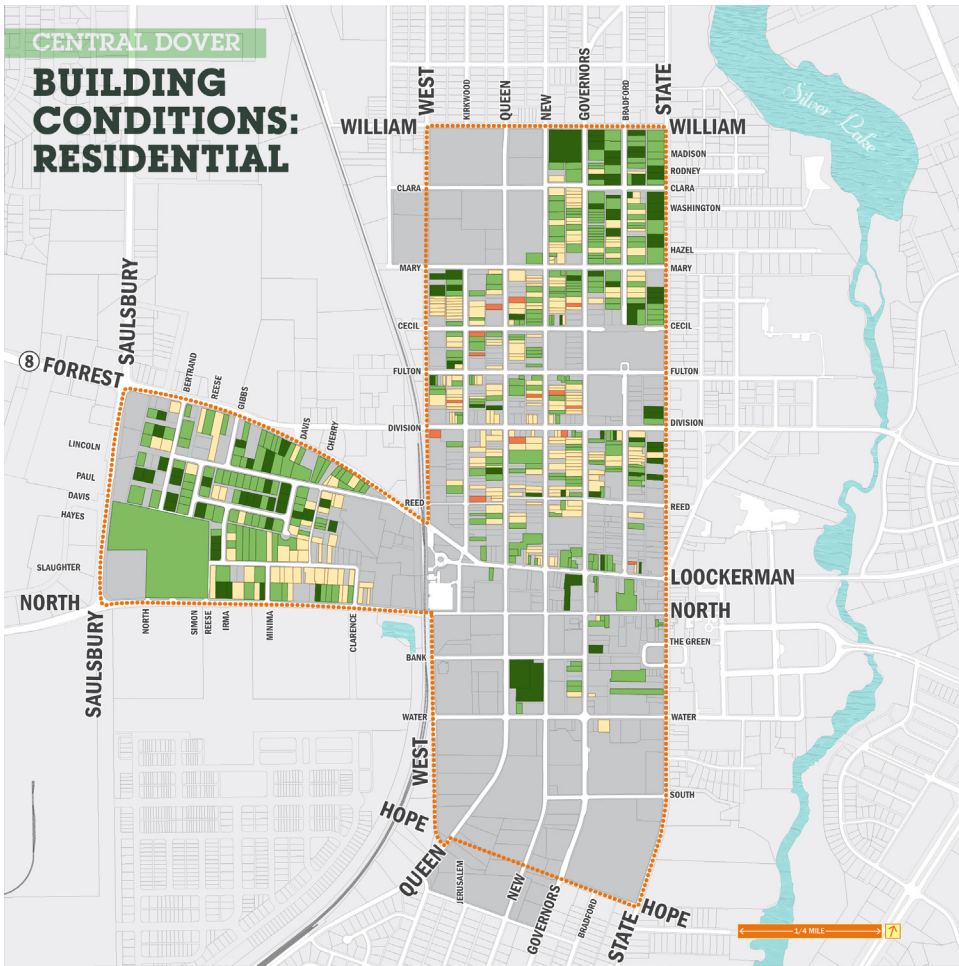 CENTRAL DOVER
BUILDING
CONDITIONS:
RESIDENTIAL
WEST
KIRKWOOD
QUEEN
NEW
GOVERNORS
BRADFORD
STATE
WILLIAM
WILLIAM
MADISON
RODNEY
CLARA
CLARA
WASHINGTON
HAZEL
MARY
MARY
CECIL
CECIL
FULTON
FULTON
DIVISION
DIVISION
REED
REED
LOOCKERMAN
NORTH
THE GREEN
BANK
WATER
WATER
SOUTH
Silver Lake
SAULSBURY
8 FORREST
BERTRAND
REESE
GIBBS
DAVIS
CHERRY
LINCOLN
PAUL
DAVIS
HAYES
SLAUGHTER
NORTH
SAULSBURY
NORTH
SIMON
REESE
IRMA
MINIMA
CLARENCE
WEST
HOPE
QUEEN
JERUSALEM
NEW
GOVERNORS
BRADFORD
STATE
HOPE
1/4 MILE